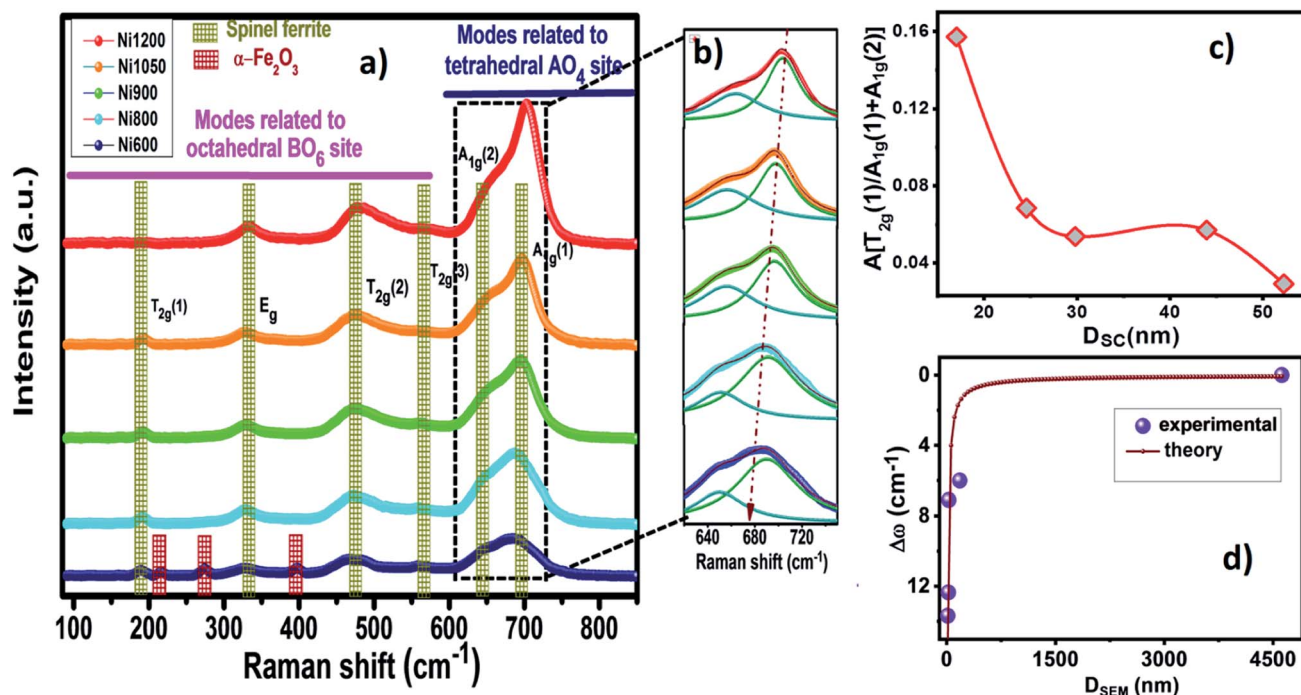 Ni1200
Ni1050
Ni900
Ni800
Ni600
Spinel ferrite
α−Fe₂O₃
a)
Modes related to
tetrahedral AO₄ site
Modes related to
octahedral BO₆ site
A₁g(2)
A₁g(1)
T₂g(1)
E_g
T₂g(2)
T₂g(3)
Intensity (a.u.)
100 200 300 400 500 600 700 800
Raman shift (cm⁻¹)
b)
640 680 720
Raman shift (cm⁻¹)
c)
A[T₂g(1)/A₁g(1)+A₁g(2)]
0.16
0.12
0.08
0.04
20 30 40 50
D_SC(nm)
d)
experimental
theory
Δω (cm⁻¹)
0
4
8
12
0 1500 3000 4500
D_SEM (nm)